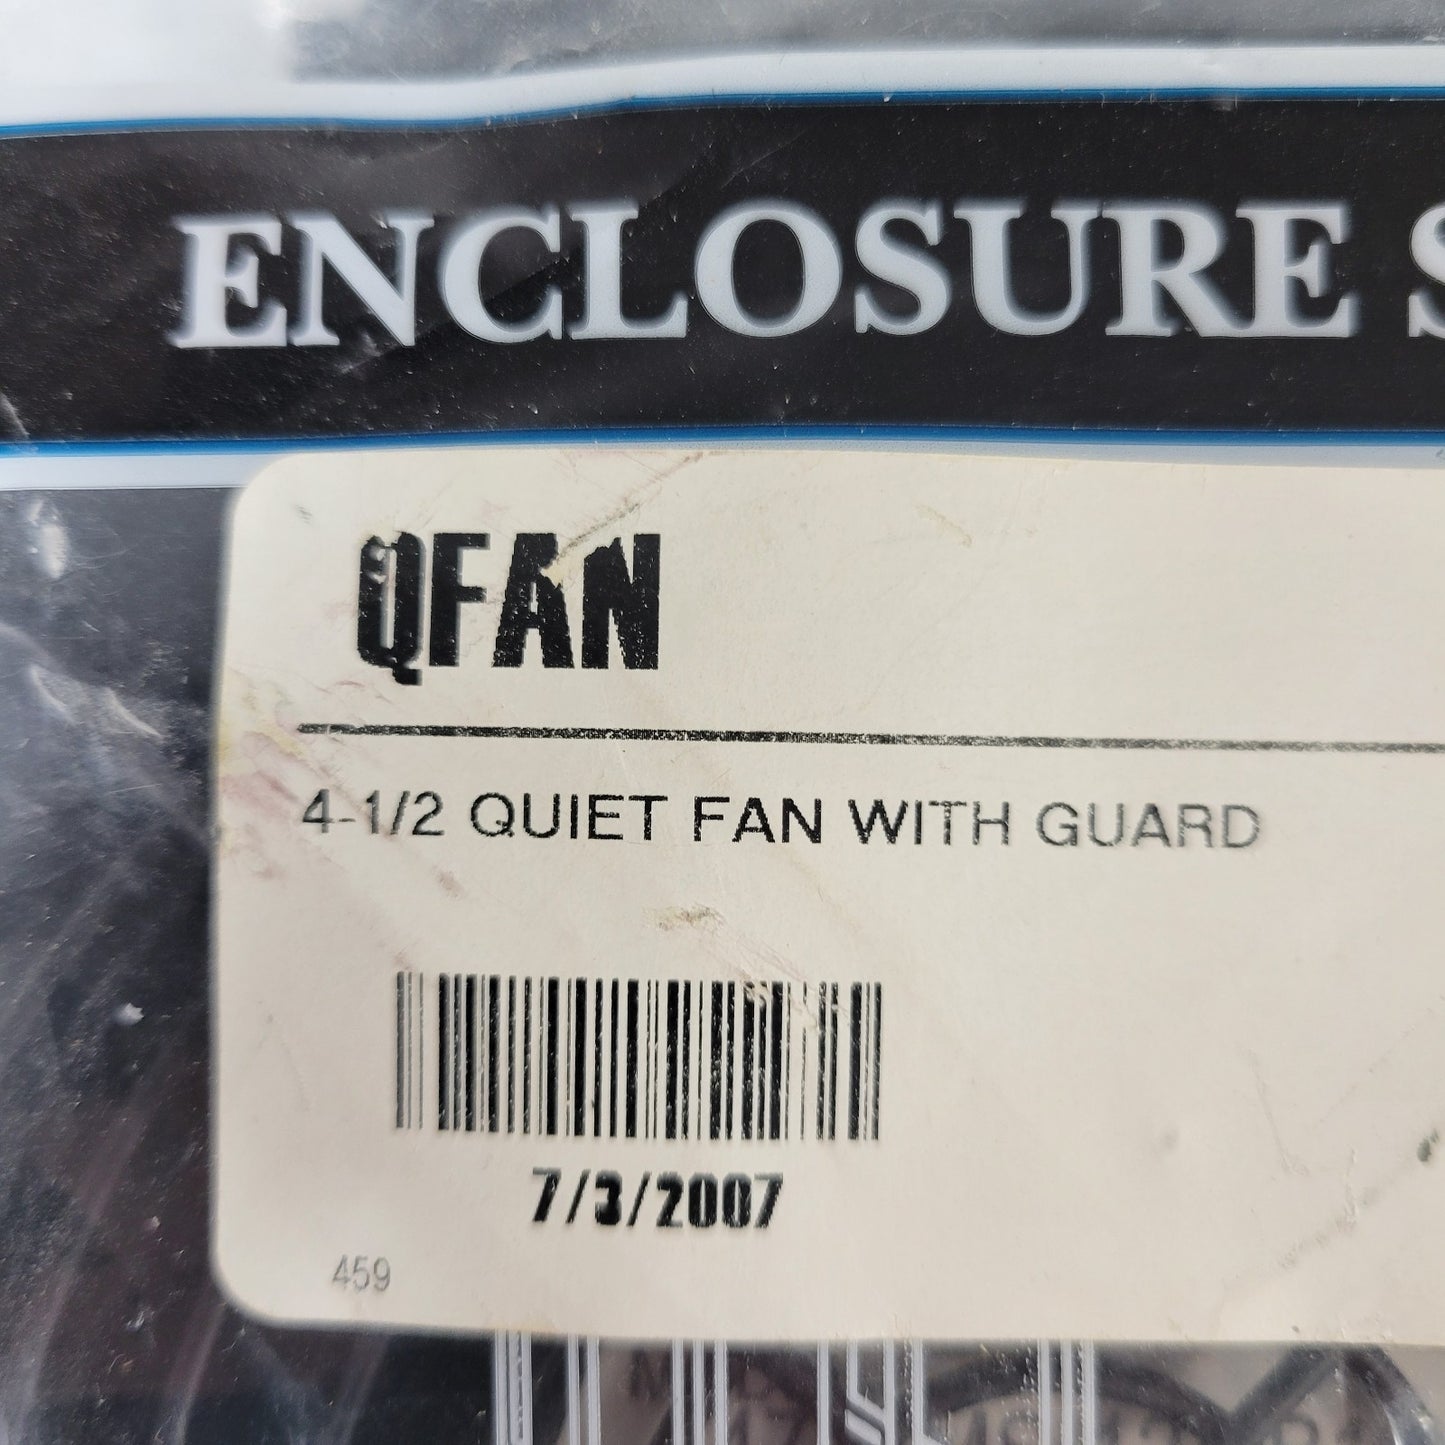 ENCLOSURE S
QFAN
4-1/2 QUIET FAN WITH GUARD
7/3/2007
459